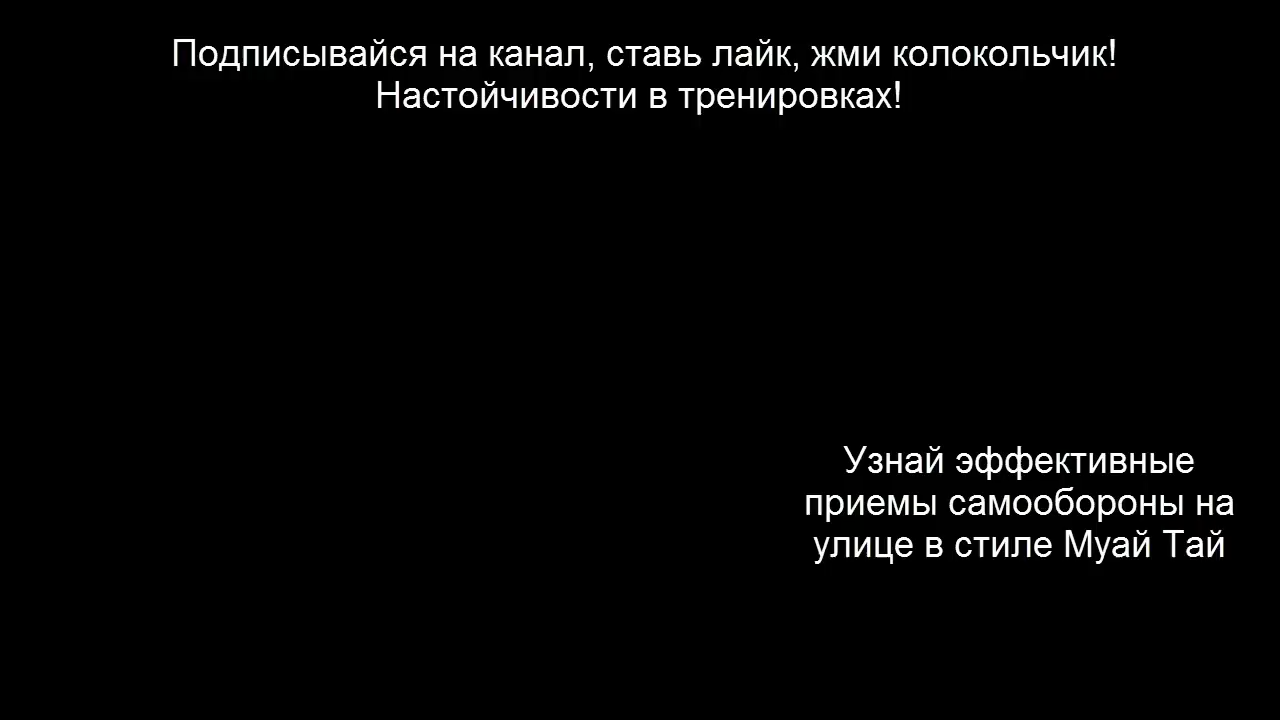 Подписывайся на канал, ставь лайк, жми колокольчик!
Настойчивости в тренировках!
Узнай эффективные
приемы самообороны на
улице в стиле Муай Тай